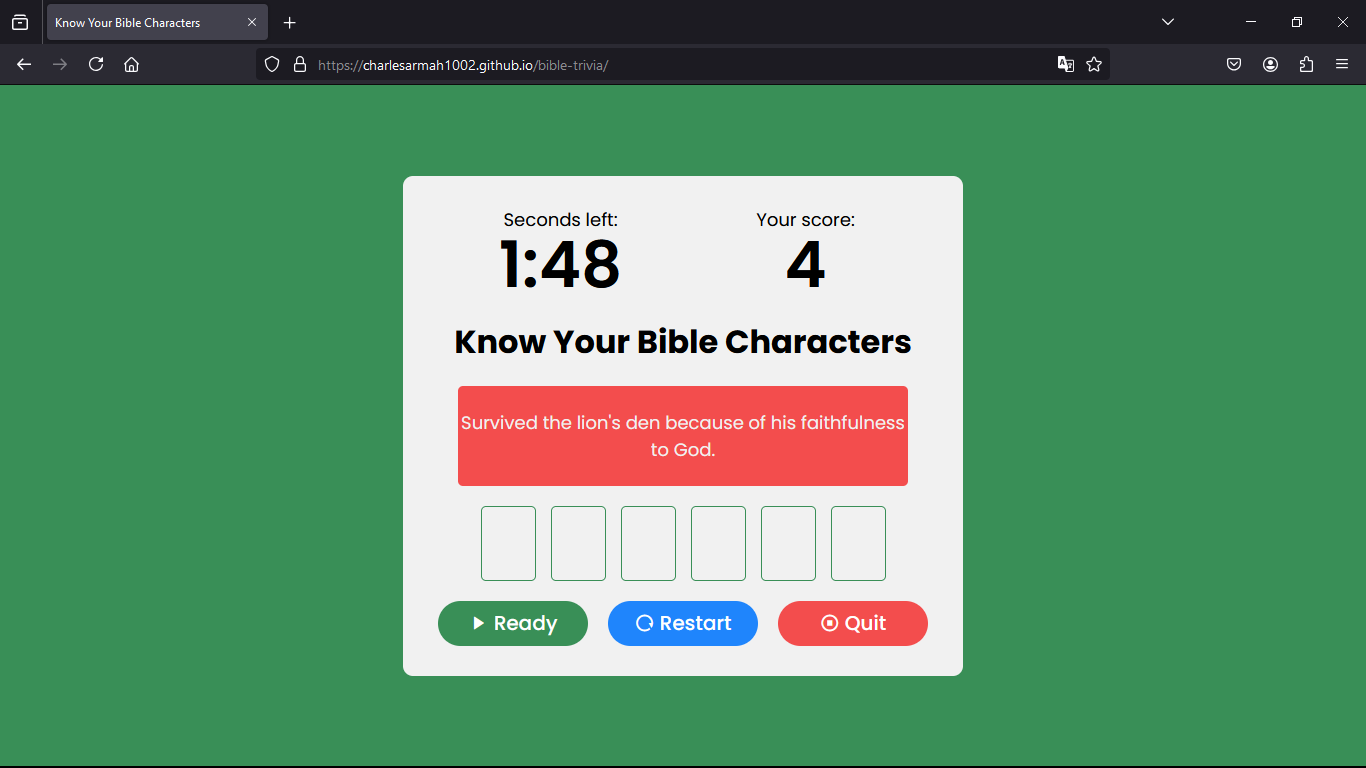 Know Your Bible Characters
https://charlesarmah1002.github.io/bible-trivia/
Seconds left:
Your score:
1:48
4
Know Your Bible Characters
Survived the lion's den because of his faithfulness
to God.
Ready
Restart
Quit